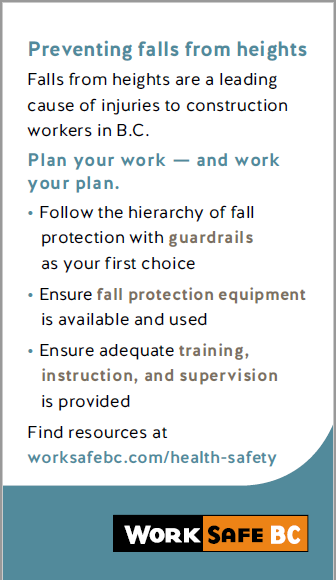 Preventing falls from heights
Falls from heights are a leading
cause of injuries to construction
workers in B.C.
Plan your work — and work
your plan.
• Follow the hierarchy of fall
protection with guardrails
as your first choice
• Ensure fall protection equipment
is available and used
• Ensure adequate training,
instruction, and supervision
is provided
Find resources at
worksafebc.com/health-safety
WORK SAFE BC